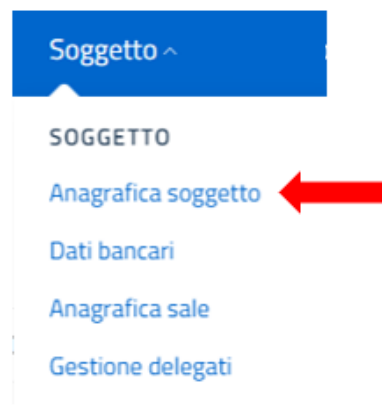 Soggetto
SOGGETTO
Anagrafica soggetto
Dati bancari
Anagrafica sale
Gestione delegati